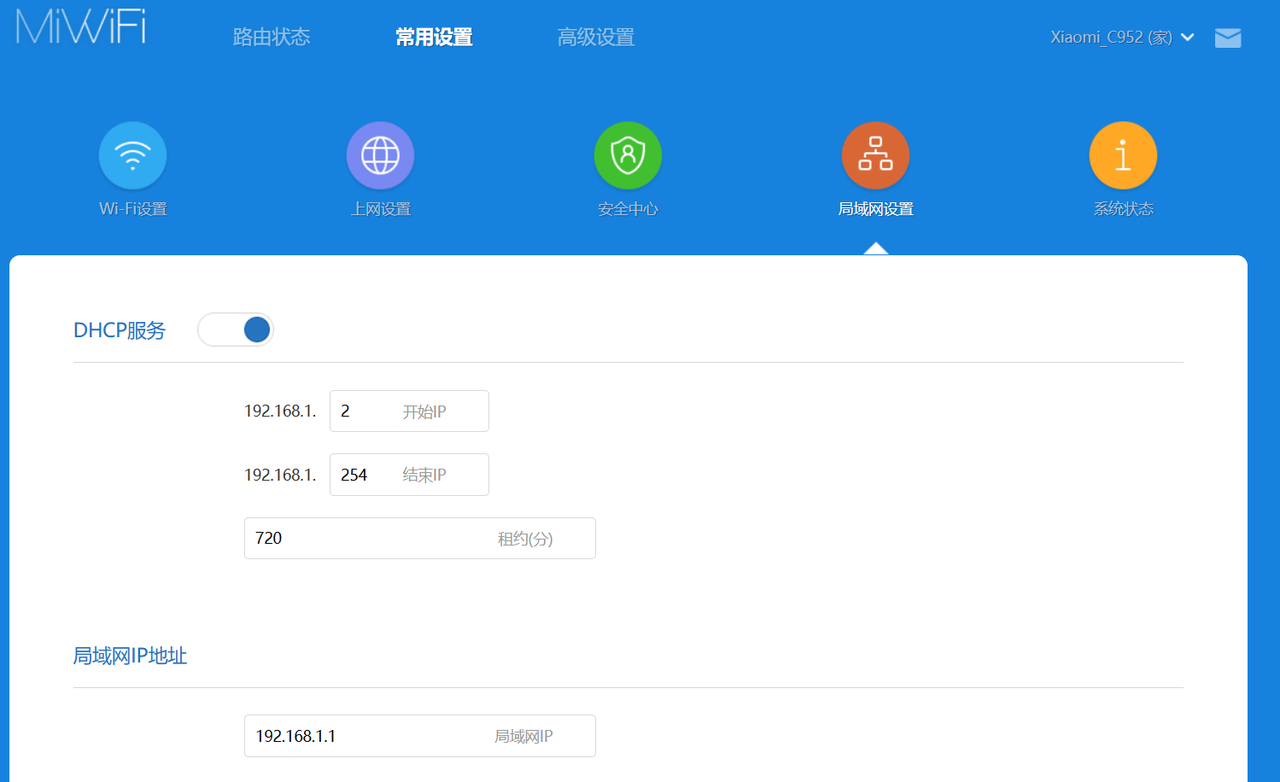 MiWiFi 路由状态 常用设置 高级设置 Xiaomi_C952 (家)
Wi-Fi设置 上网设置 安全中心 局域网设置 系统状态
DHCP服务
192.168.1. 2 开始IP
192.168.1. 254 结束IP
720 租约(分)
局域网IP地址
192.168.1.1 局域网IP